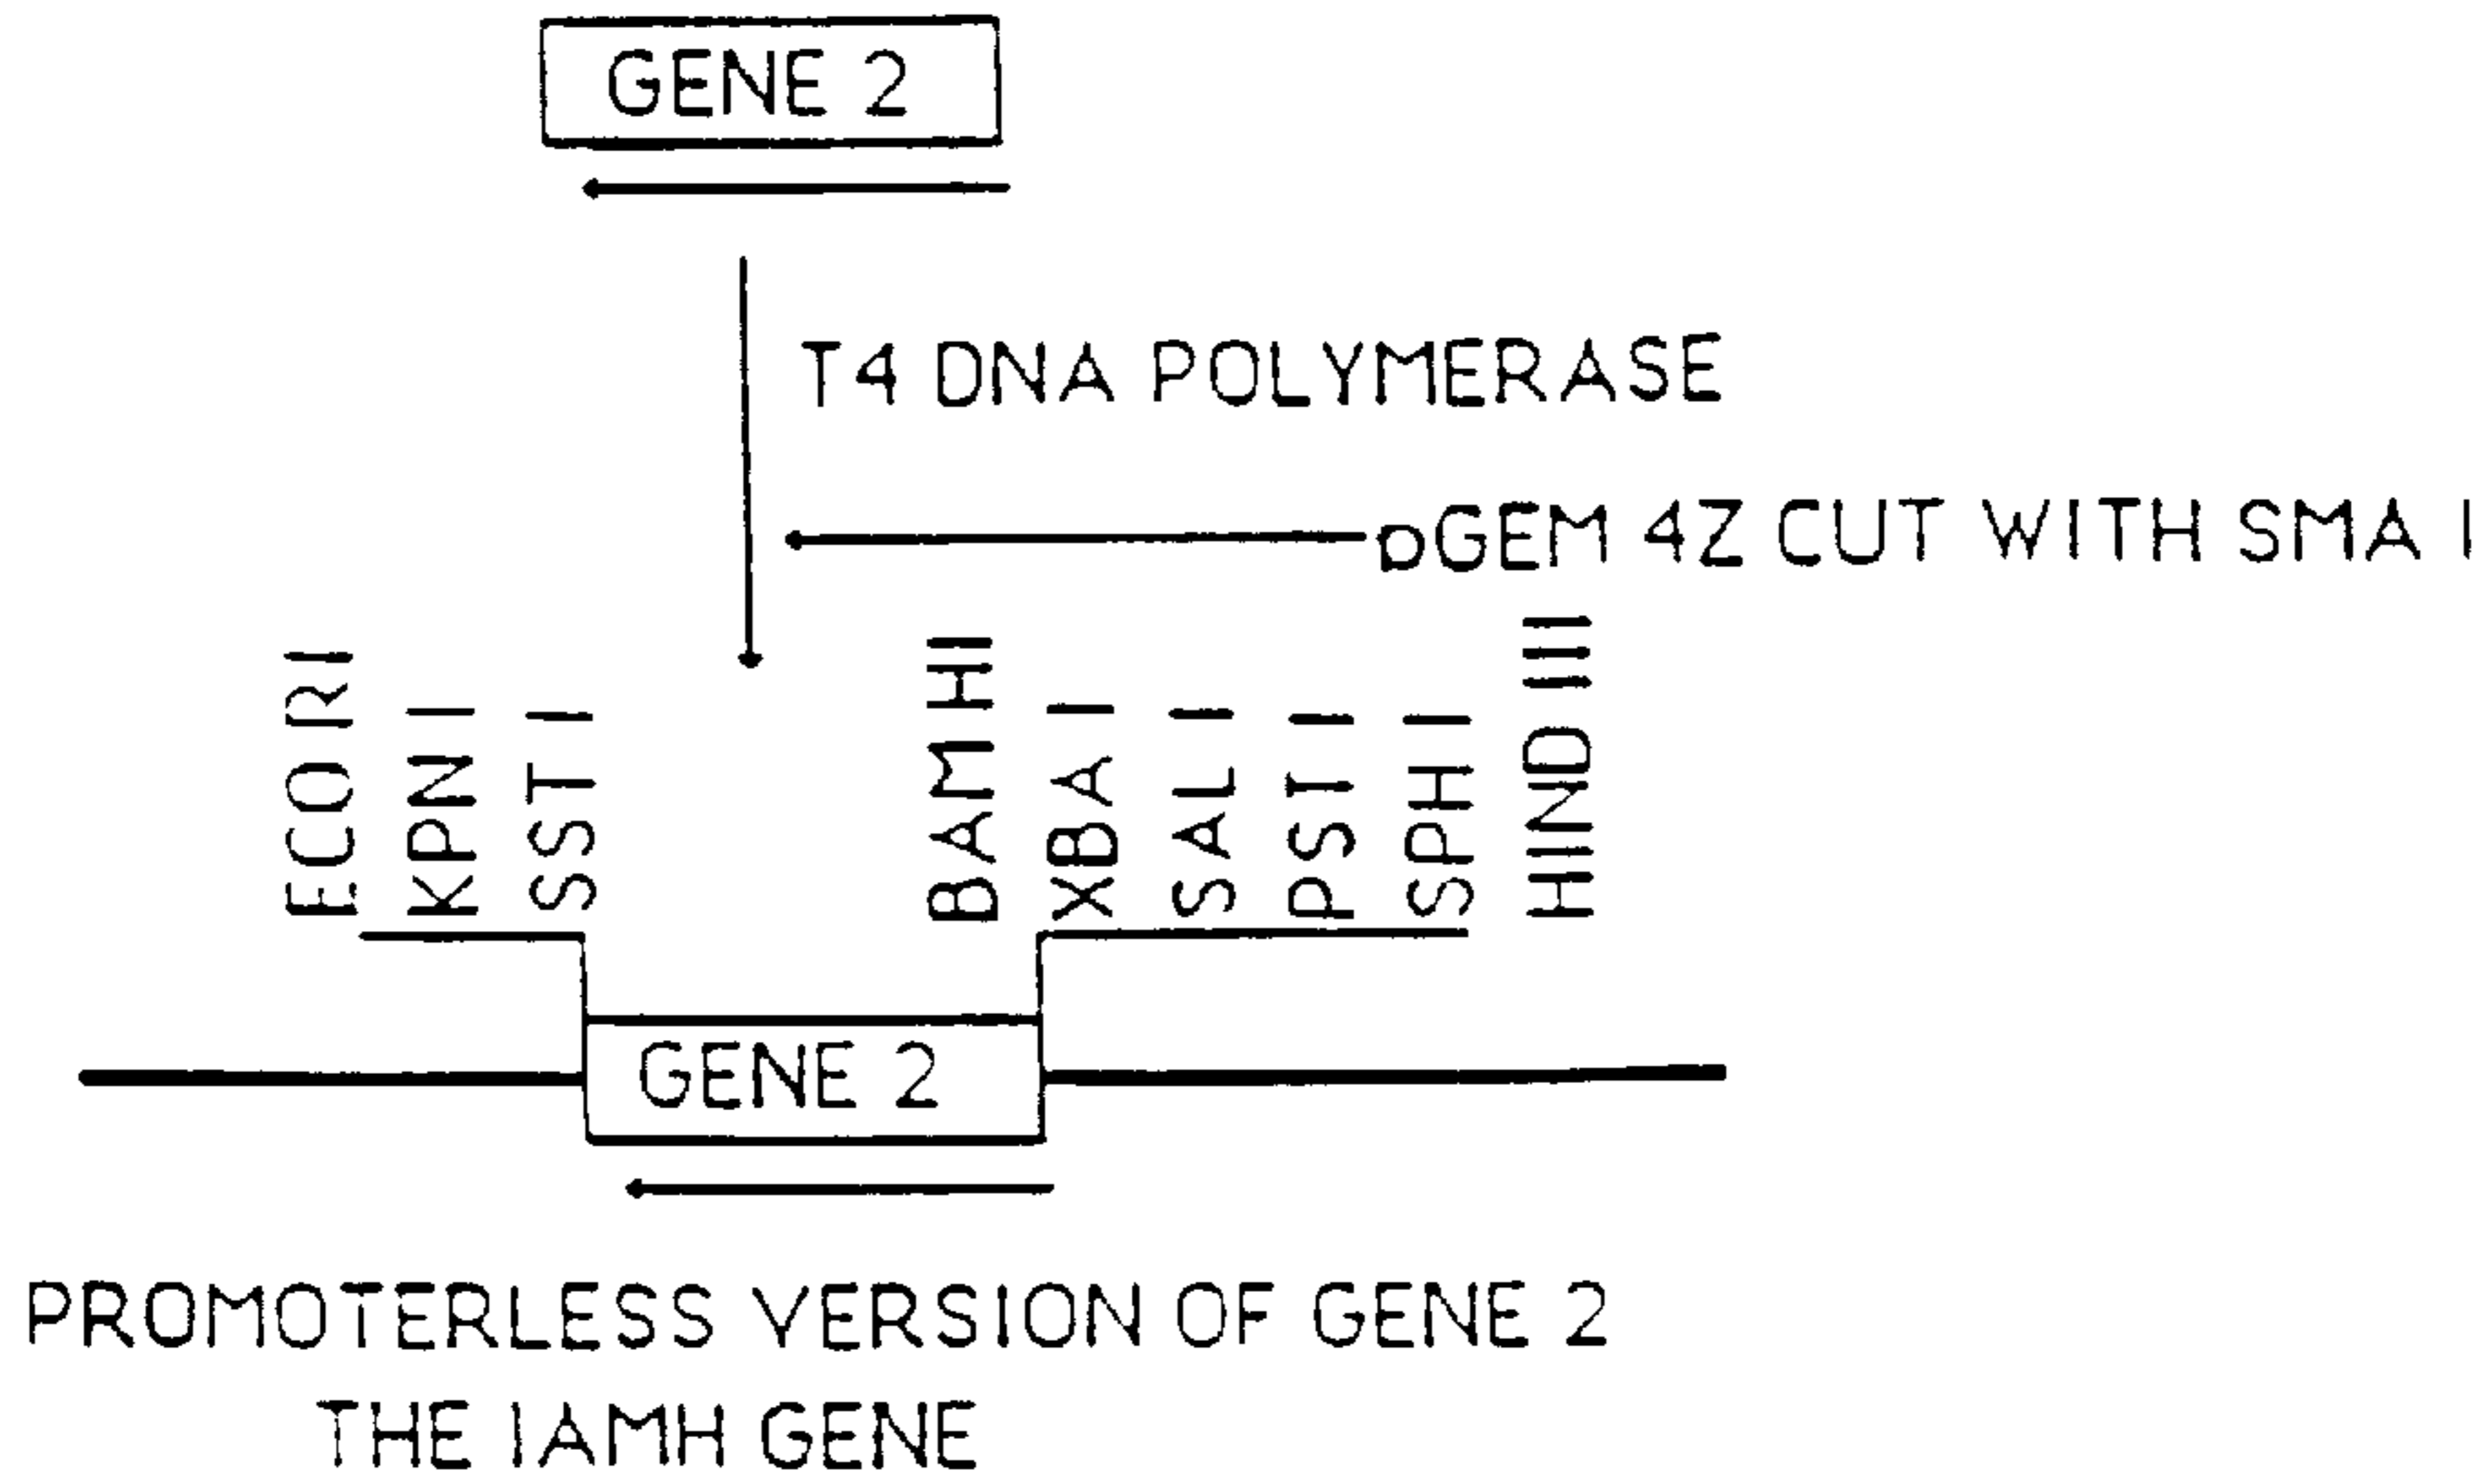 GENE 2
T4 DNA POLYMERASE
pGEM 4Z CUT WITH SMA I
ECO RI
KPN I
SST I
BAM HI
XBA I
SAL I
PST I
SPH I
HIND III
GENE 2
PROMOTERLESS VERSION OF GENE 2
THE IAMH GENE